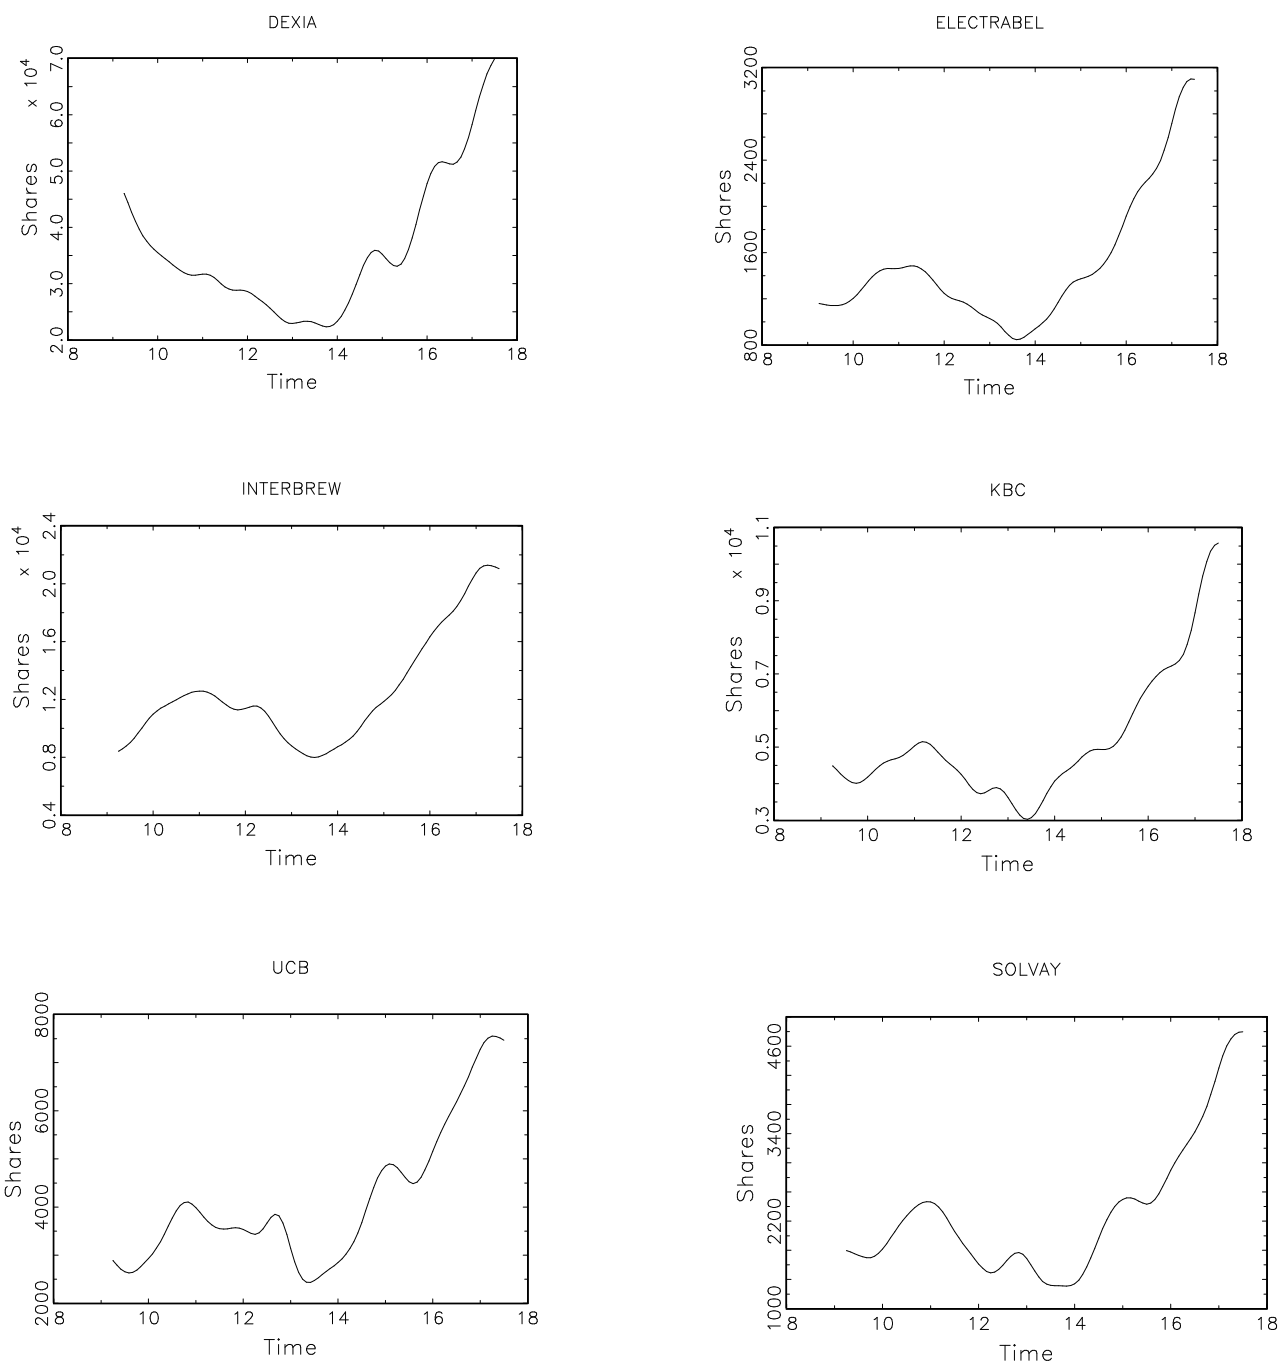 DEXIA
Shares × 10⁴
7.0
6.0
5.0
4.0
3.0
2.0
8 10 12 14 16 18
Time
ELECTRABEL
Shares
3200
2400
1600
800
8 10 12 14 16 18
Time
INTERBREW
Shares × 10⁴
2.4
2.0
1.6
1.2
0.8
0.4
8 10 12 14 16 18
Time
KBC
Shares × 10⁴
1.1
0.9
0.7
0.5
0.3
8 10 12 14 16 18
Time
UCB
Shares
8000
6000
4000
2000
8 10 12 14 16 18
Time
SOLVAY
Shares
4600
3400
2200
1000
8 10 12 14 16 18
Time